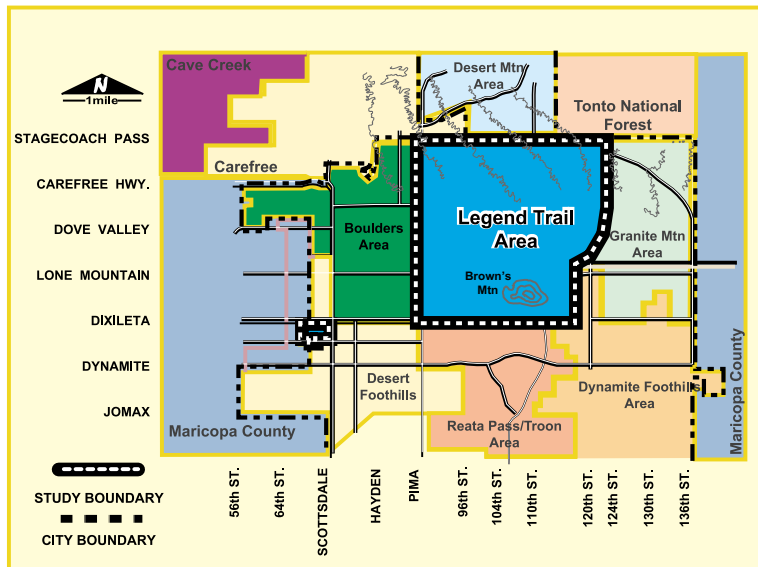 Cave Creek
Desert Mtn
Area
N
1mile
Tonto National
Forest
STAGECOACH PASS
Carefree
CAREFREE HWY.
Legend Trail
Area
DOVE VALLEY
Boulders
Area
Granite Mtn
Area
LONE MOUNTAIN
Brown's
Mtn
DIXILETA
DYNAMITE
Desert
Foothills
Dynamite Foothills
Area
Maricopa County
JOMAX
Maricopa County
Reata Pass/Troon
Area
STUDY BOUNDARY
CITY BOUNDARY
56th ST.
64th ST.
SCOTTSDALE
HAYDEN
PIMA
96th ST.
104th ST.
110th ST.
120th ST.
124th ST.
130th ST.
136th ST.